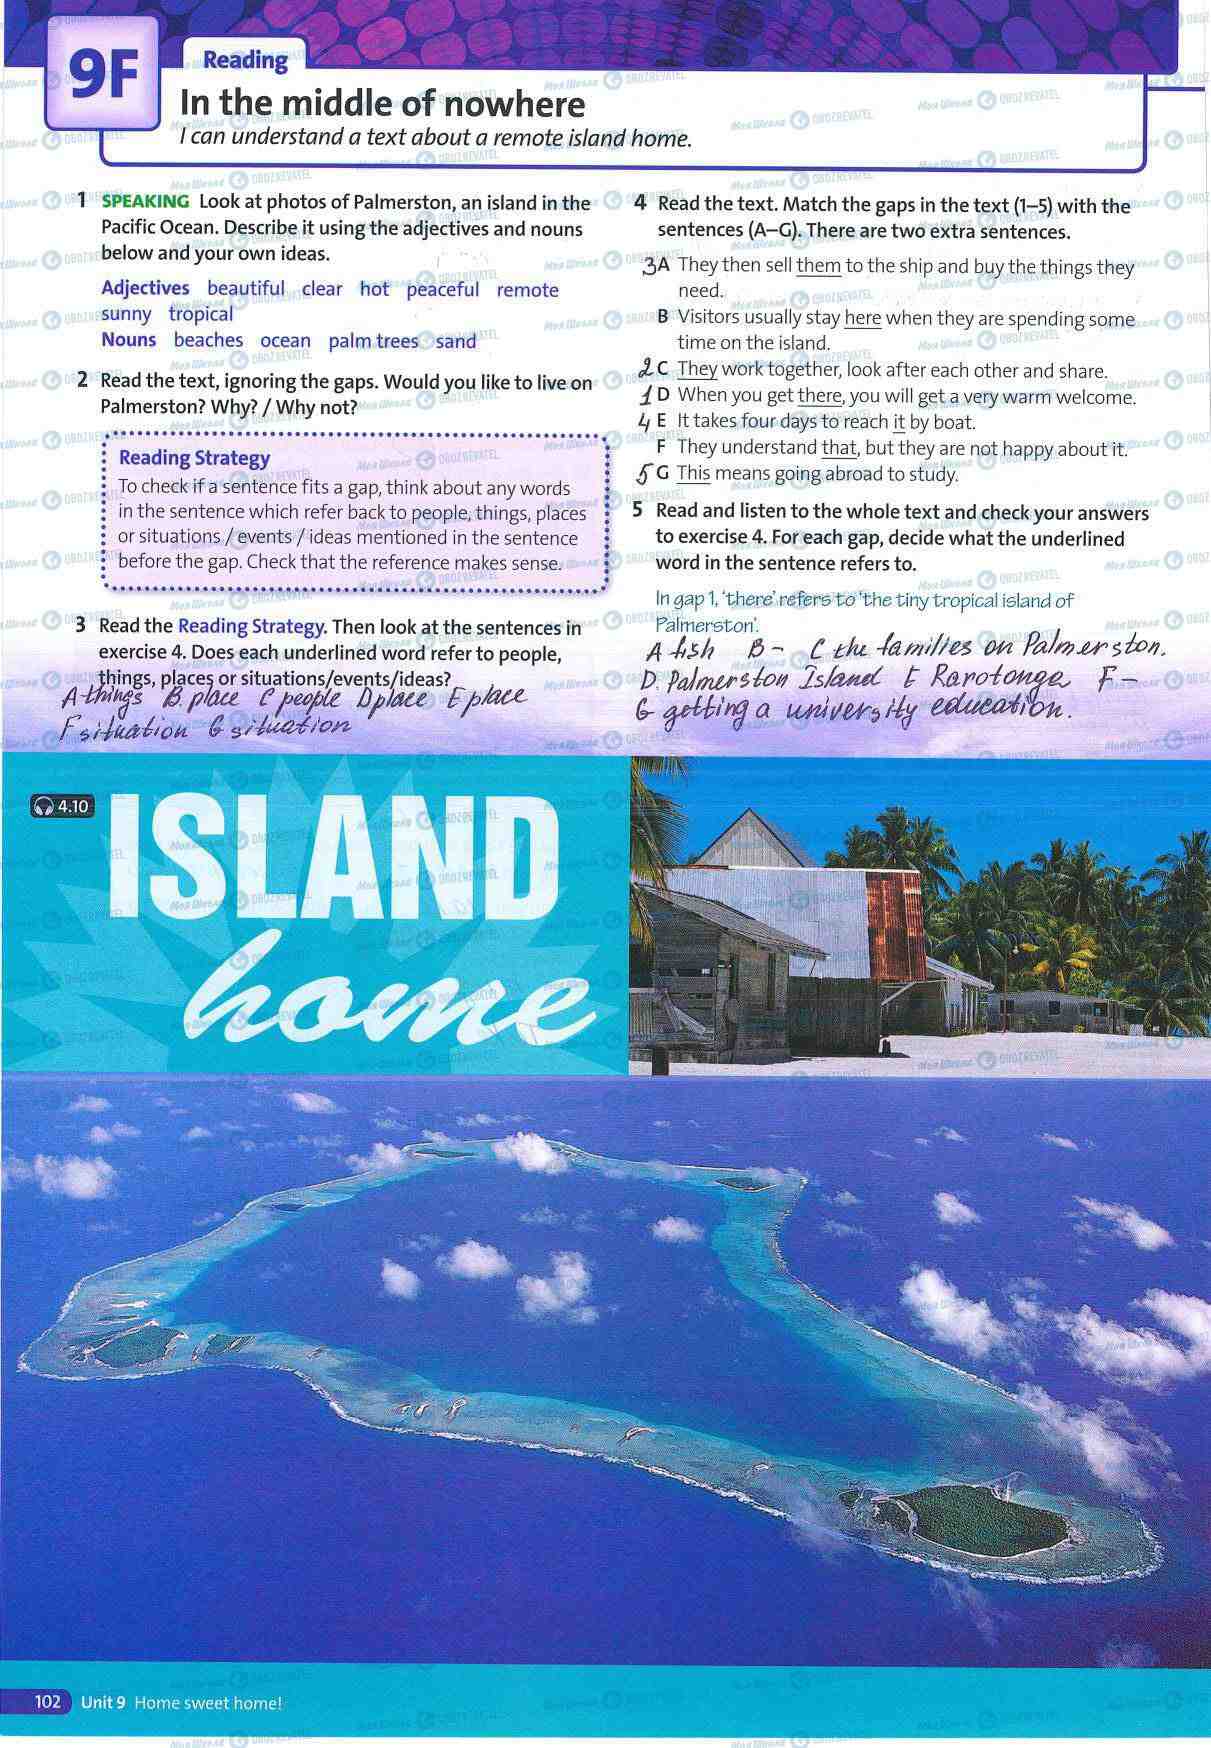 9F
Reading
In the middle of nowhere
I can understand a text about a remote island home.
1 SPEAKING Look at photos of Palmerston, an island in the
Pacific Ocean. Describe it using the adjectives and nouns
below and your own ideas.
Adjectives beautiful clear hot peaceful remote
sunny tropical
Nouns beaches ocean palm trees sand
2 Read the text, ignoring the gaps. Would you like to live on
Palmerston? Why? / Why not?
Reading Strategy
To check if a sentence fits a gap, think about any words
in the sentence which refer back to people, things, places
or situations / events / ideas mentioned in the sentence
before the gap. Check that the reference makes sense.
3 Read the Reading Strategy. Then look at the sentences in
exercise 4. Does each underlined word refer to people,
things, places or situations/events/ideas?
A things B. place C people D place E place
F situation G situation
4 Read the text. Match the gaps in the text (1–5) with the
sentences (A–G). There are two extra sentences.
3 A They then sell them to the ship and buy the things they
need.
B Visitors usually stay here when they are spending some
time on the island.
2 C They work together, look after each other and share.
1 D When you get there, you will get a very warm welcome.
4 E It takes four days to reach it by boat.
F They understand that, but they are not happy about it.
5 G This means going abroad to study.
5 Read and listen to the whole text and check your answers
to exercise 4. For each gap, decide what the underlined
word in the sentence refers to.
In gap 1, 'there' refers to 'the tiny tropical island of
Palmerston'.
A fish B – C the families on Palmerston.
D. Palmerston Island E Rarotonga F –
G getting a university education.
4.10
ISLAND
home
102 Unit 9 Home sweet home!